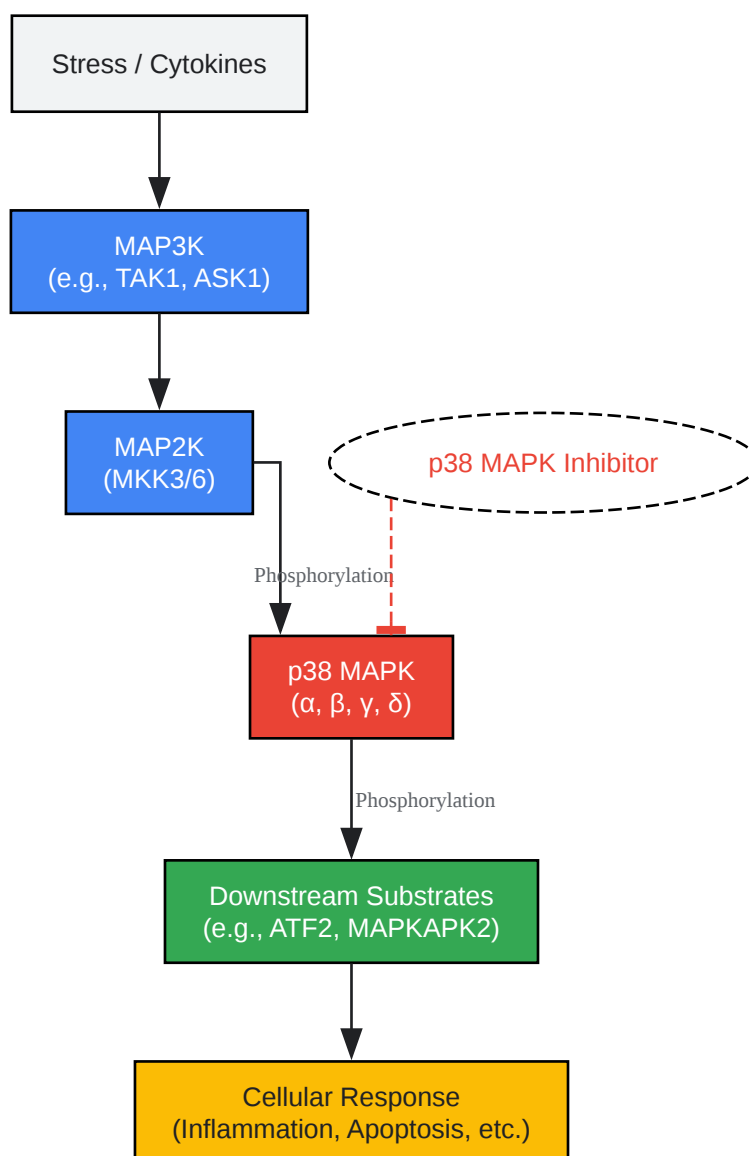 Stress / Cytokines
MAP3K
(e.g., TAK1, ASK1)
MAP2K
(MKK3/6)
p38 MAPK Inhibitor
Phosphorylation
p38 MAPK
(α, β, γ, δ)
Phosphorylation
Downstream Substrates
(e.g., ATF2, MAPKAPK2)
Cellular Response
(Inflammation, Apoptosis, etc.)